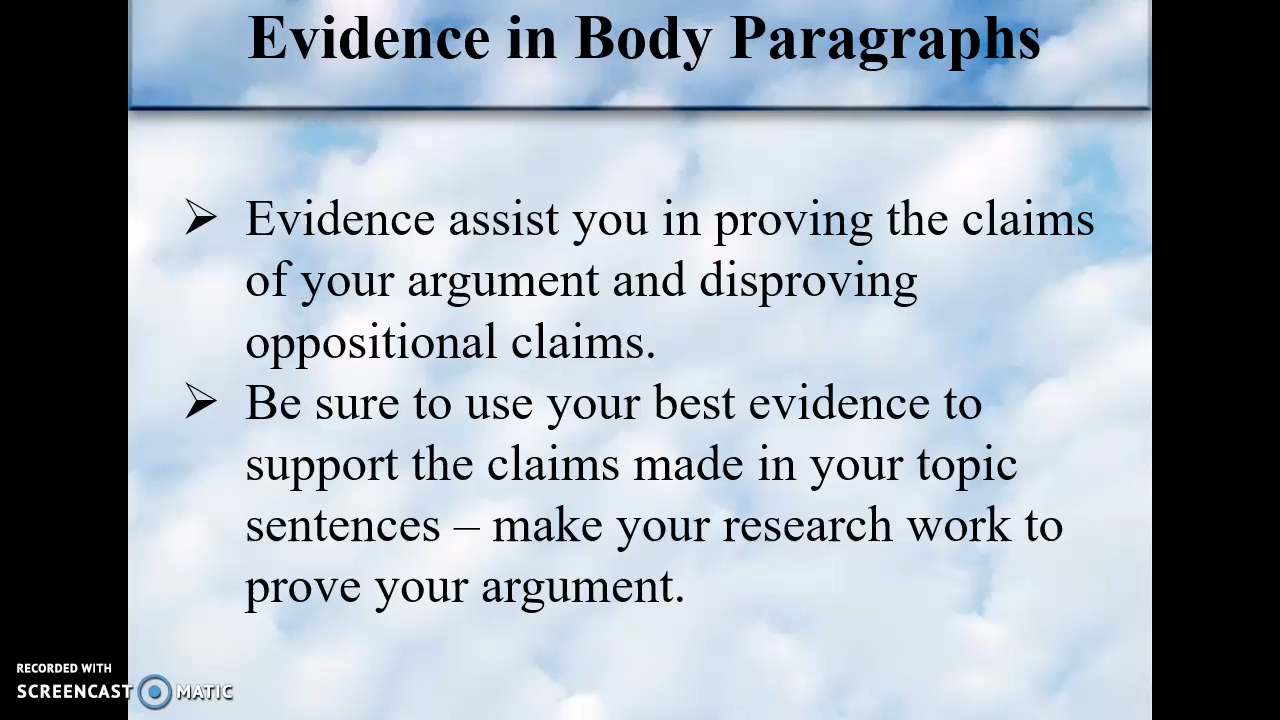 Evidence in Body Paragraphs
➢ Evidence assist you in proving the claims
of your argument and disproving
oppositional claims.
➢ Be sure to use your best evidence to
support the claims made in your topic
sentences – make your research work to
prove your argument.
RECORDED WITH
SCREENCAST MATIC